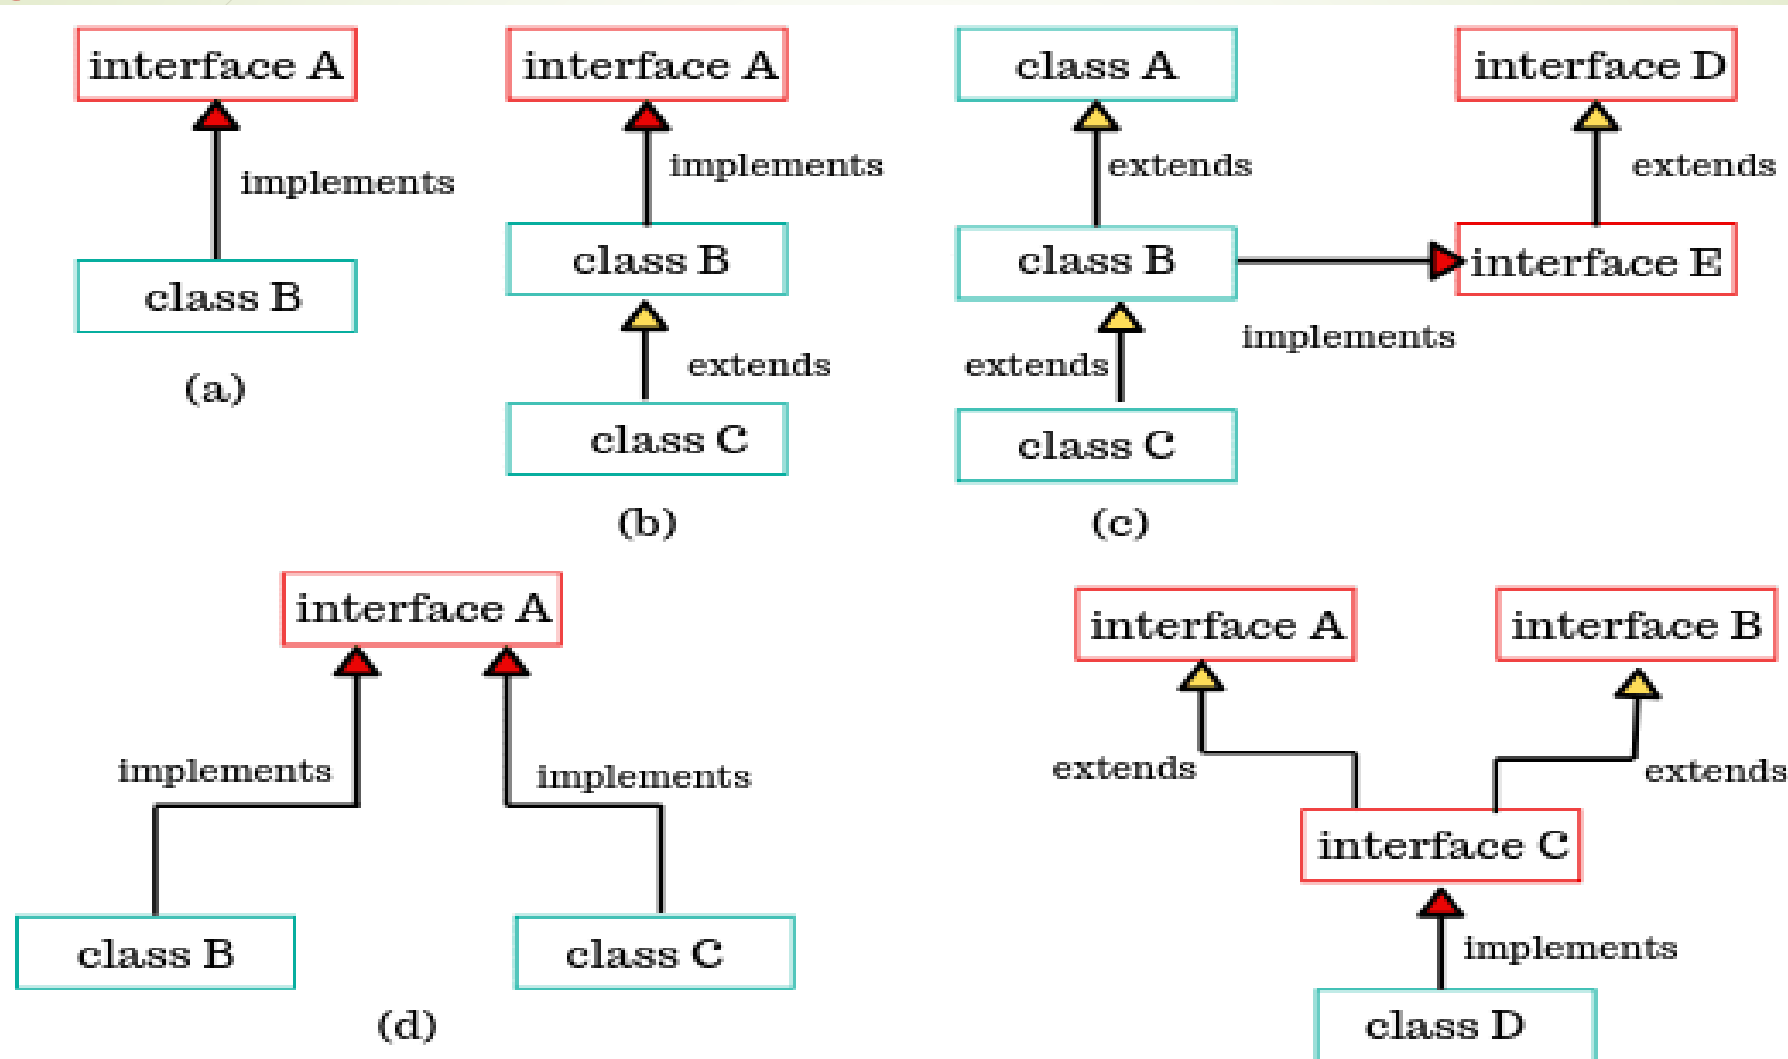 interface A
implements
class B
(a)
interface A
implements
class B
extends
class C
(b)
class A
extends
class B
extends
class C
implements
interface D
extends
interface E
(c)
interface A
implements
implements
class B
class C
(d)
interface A
interface B
extends
extends
interface C
implements
class D